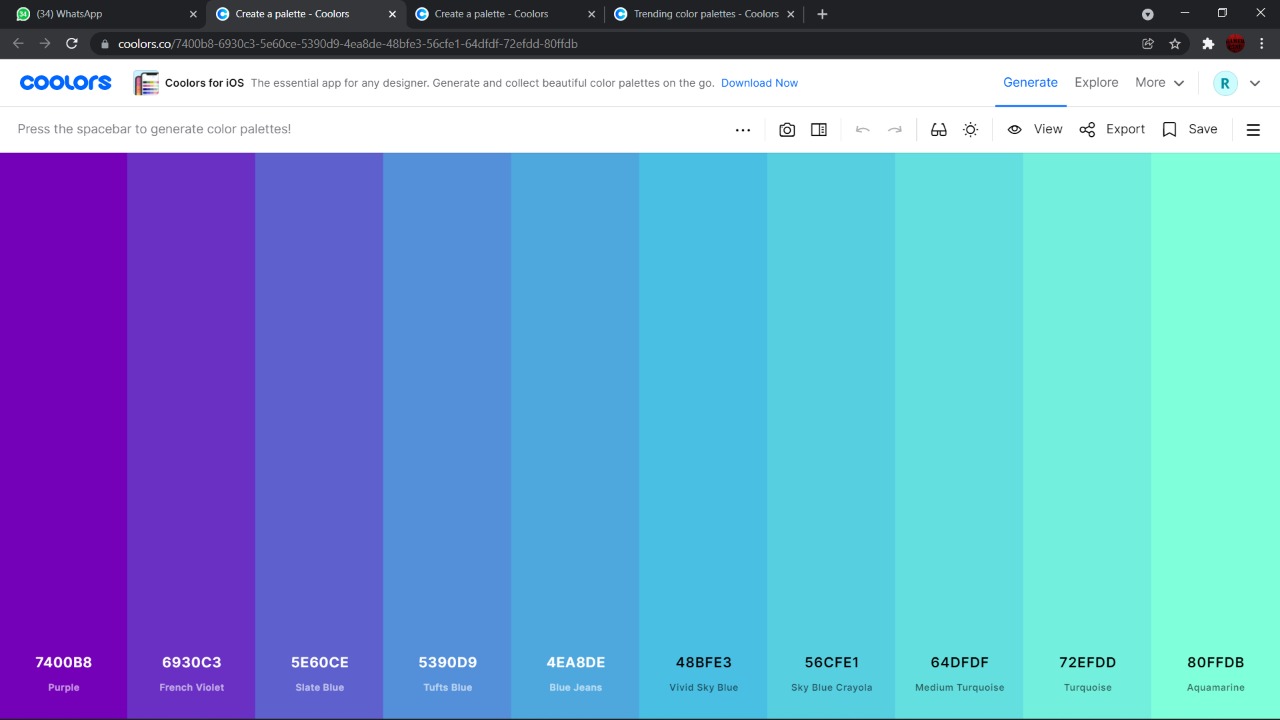 34
(34) WhatsApp
Create a palette - Coolors
Create a palette - Coolors
Trending color palettes - Coolors
coolors.co/7400b8-6930c3-5e60ce-5390d9-4ea8de-48bfe3-56cfe1-64dfdf-72efdd-80ffdb
coolors
Coolors for iOS The essential app for any designer. Generate and collect beautiful color palettes on the go. Download Now
Generate
Explore
More
R
Press the spacebar to generate color palettes!
View
Export
Save
7400B8
Purple
6930C3
French Violet
5E60CE
Slate Blue
5390D9
Tufts Blue
4EA8DE
Blue Jeans
48BFE3
Vivid Sky Blue
56CFE1
Sky Blue Crayola
64DFDF
Medium Turquoise
72EFDD
Turquoise
80FFDB
Aquamarine